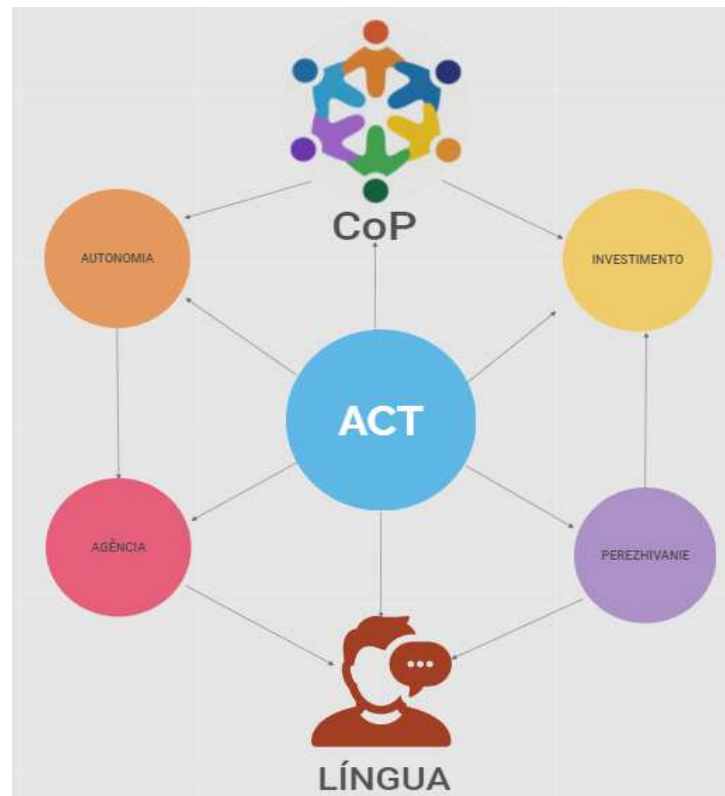 CoP
AUTONOMIA
INVESTIMENTO
ACT
AGÊNCIA
PEREZHIVANIE
LÍNGUA